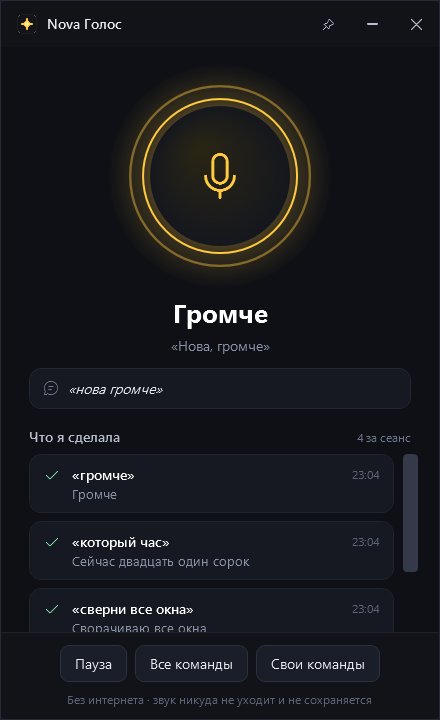 Nova Голос
Громче
«Нова, громче»
«нова громче»
Что я сделала 4 за сеанс
«громче» 23:04
Громче
«который час» 23:04
Сейчас двадцать один сорок
«сверни все окна» 23:04
Сворачиваю все окна
Пауза Все команды Свои команды
Без интернета · звук никуда не уходит и не сохраняется